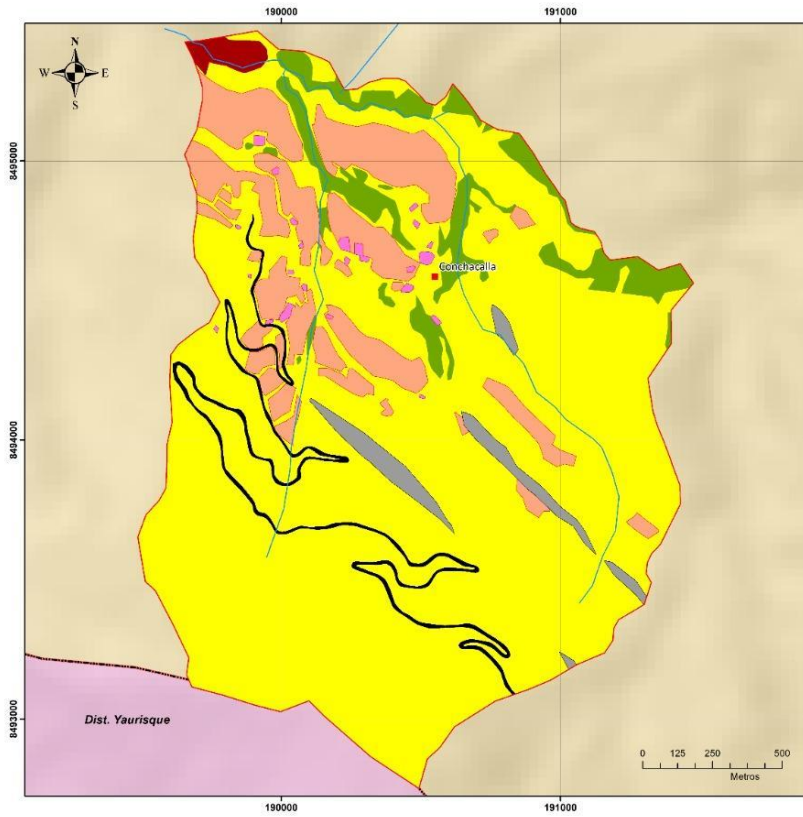 190000 191000
N
W E
S
8495000
Conchacalla
8494000
8493000
Dist. Yaurisque
0 125 250 500
Metros
190000 191000